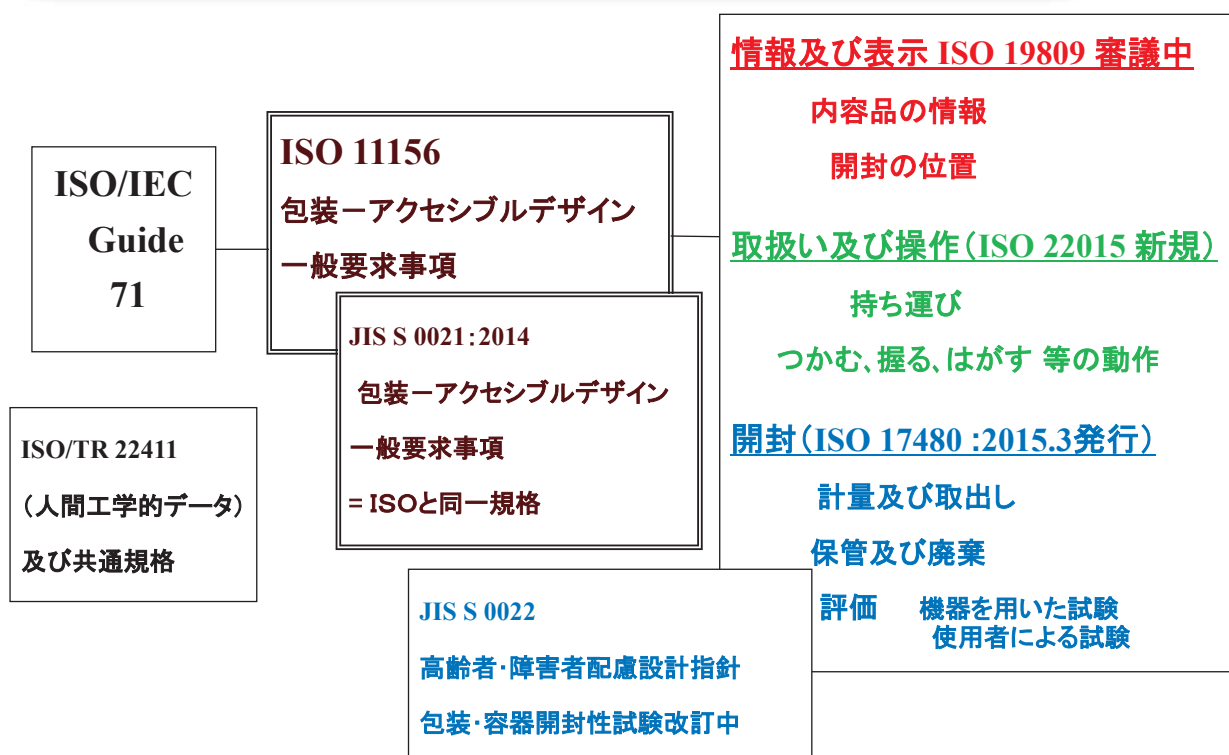 ISO/IEC
Guide
71
ISO 11156
包装－アクセシブルデザイン
一般要求事項
JIS S 0021：2014
包装－アクセシブルデザイン
一般要求事項
= ISOと同一規格
ISO/TR 22411
（人間工学的データ）
及び共通規格
JIS S 0022
高齢者・障害者配慮設計指針
包装・容器開封性試験改訂中
情報及び表示 ISO 19809 審議中
内容品の情報
開封の位置
取扱い及び操作（ISO 22015 新規）
持ち運び
つかむ、握る、はがす 等の動作
開封（ISO 17480 :2015.3発行）
計量及び取出し
保管及び廃棄
評価 機器を用いた試験
使用者による試験